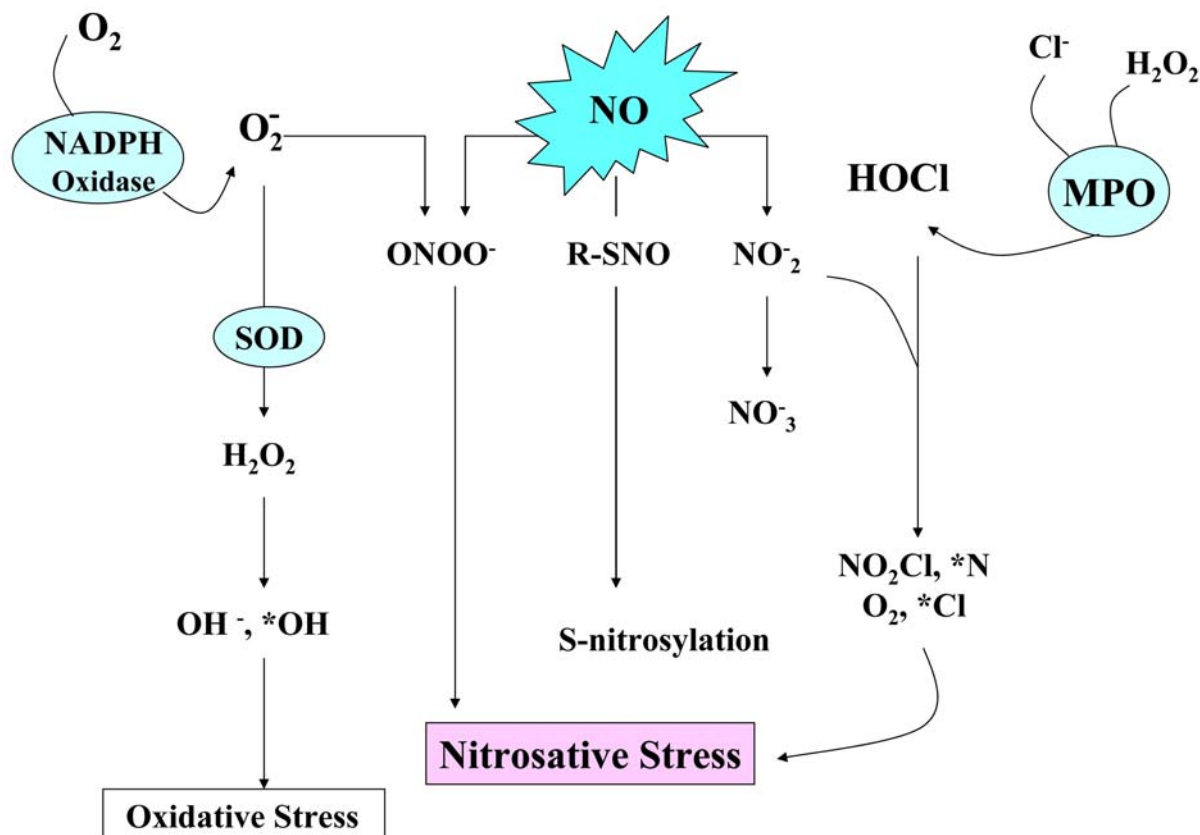 O₂
NADPH
Oxidase
O₂⁻
NO
Cl⁻
H₂O₂
MPO
HOCl
ONOO⁻
R-SNO
NO⁻₂
SOD
NO⁻₃
H₂O₂
NO₂Cl, *N
O₂, *Cl
OH ⁻, *OH
S-nitrosylation
Nitrosative Stress
Oxidative Stress